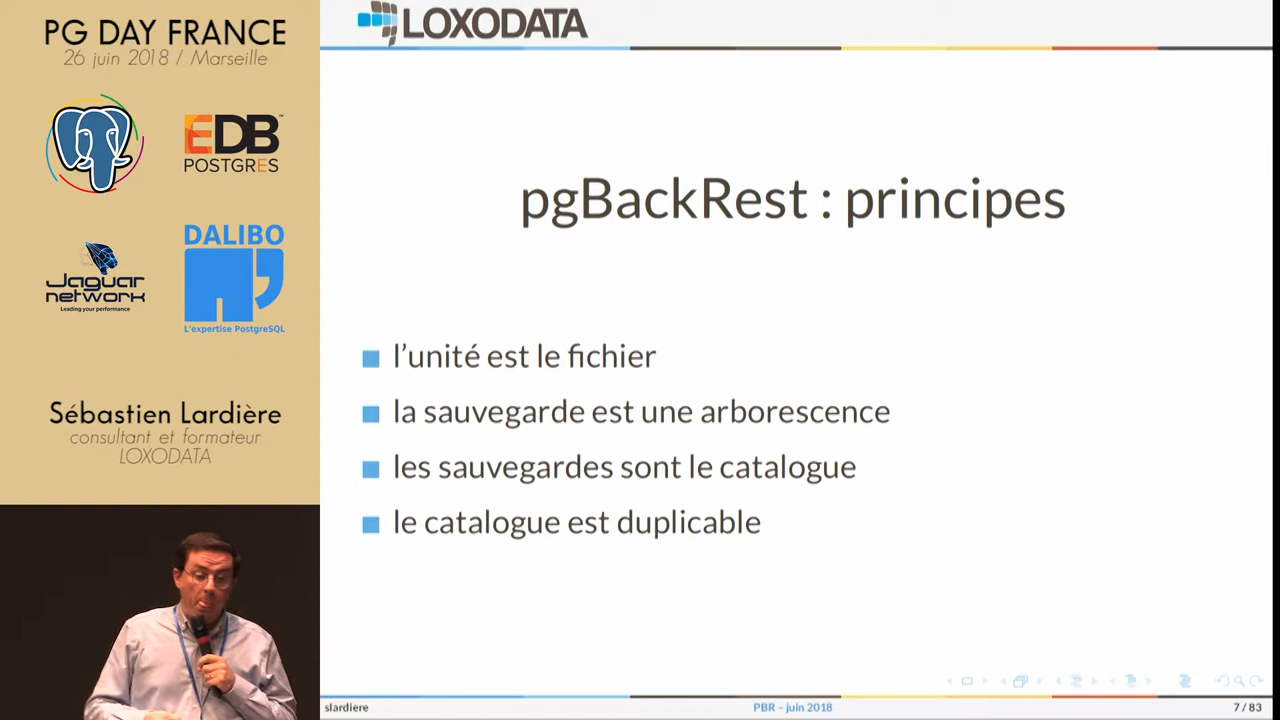 PG DAY FRANCE
26 juin 2018 / Marseille
EDB
POSTGRES
Jaguar
network
Leading your performance
DALIBO
L'expertise PostgreSQL
Sébastien Lardière
consultant et formateur
LOXODATA
LOXODATA
pgBackRest : principes
l'unité est le fichier
la sauvegarde est une arborescence
les sauvegardes sont le catalogue
le catalogue est duplicable
slardiere
PBR – juin 2018
7 / 83